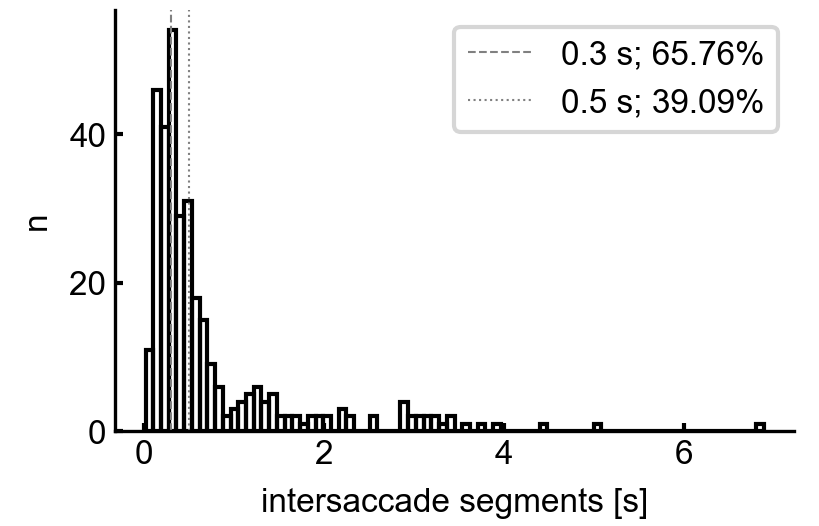 0.3 s; 65.76%
0.5 s; 39.09%
40
20
0
n
0 2 4 6
intersaccade segments [s]